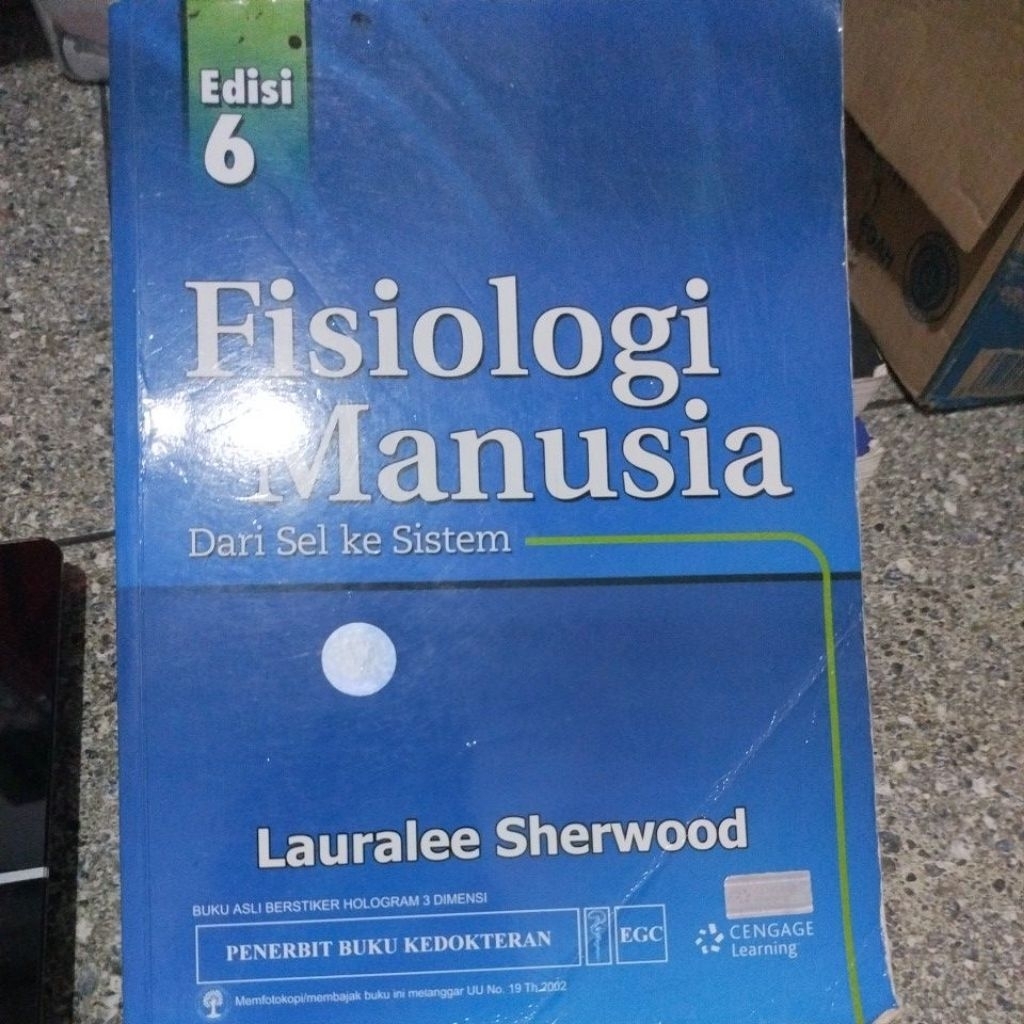 Edisi
6
Fisiologi
Manusia
Dari Sel ke Sistem
Lauralee Sherwood
BUKU ASLI BERSTIKER HOLOGRAM 3 DIMENSI
PENERBIT BUKU KEDOKTERAN
EGC
CENGAGE
Learning
Memfotokopi/membajak buku ini melanggar UU No. 19 Th.2002